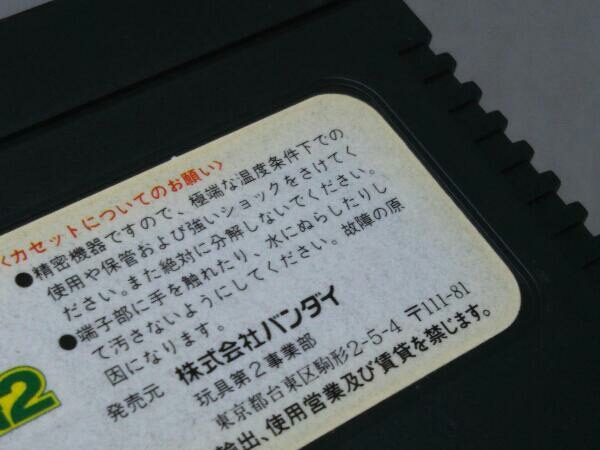 〈カセットについてのお願い〉
●精密機器ですので、極端な温度条件下での
使用や保管および強いショックをさけてく
ださい。また絶対に分解しないでください。
●端子部に手を触れたり、水にぬらしたりし
て汚さないようにしてください。故障の原
因になります。
発売元 株式会社バンダイ
玩具第2事業部
東京都台東区駒形2-5-4 〒111-81
輸出、使用営業及び賃貸を禁じます。
2